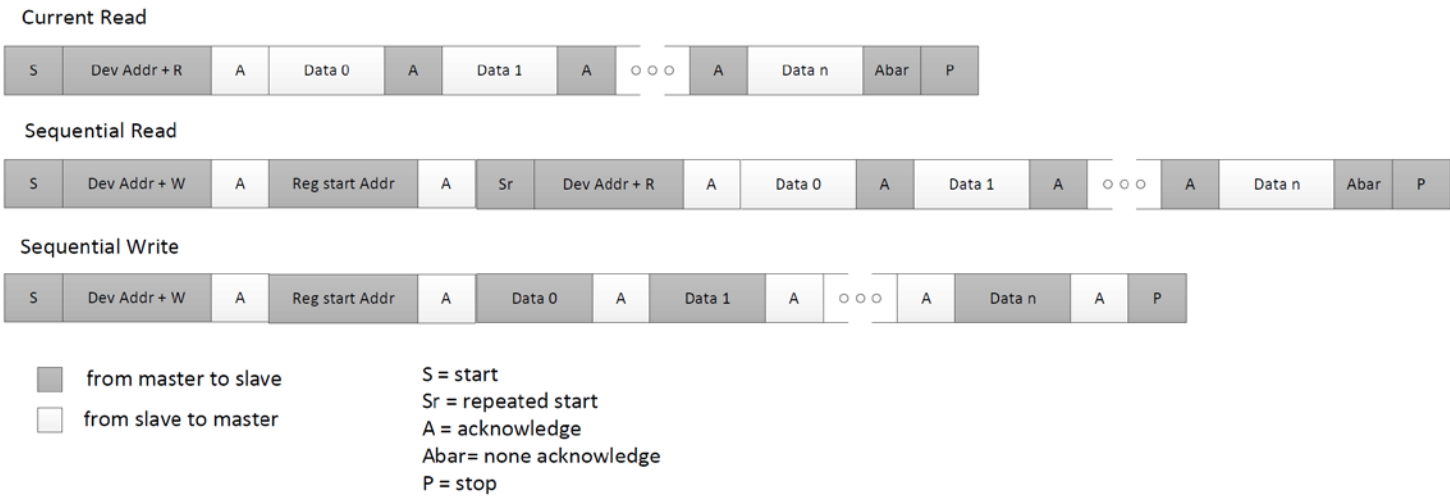 Current Read
S Dev Addr + R A Data 0 A Data 1 A A Data n Abar P
Sequential Read
S Dev Addr + W A Reg start Addr A Sr Dev Addr + R A Data 0 A Data 1 A A Data n Abar P
Sequential Write
S Dev Addr + W A Reg start Addr A Data 0 A Data 1 A A Data n A P
from master to slave
from slave to master
S = start
Sr = repeated start
A = acknowledge
Abar= none acknowledge
P = stop